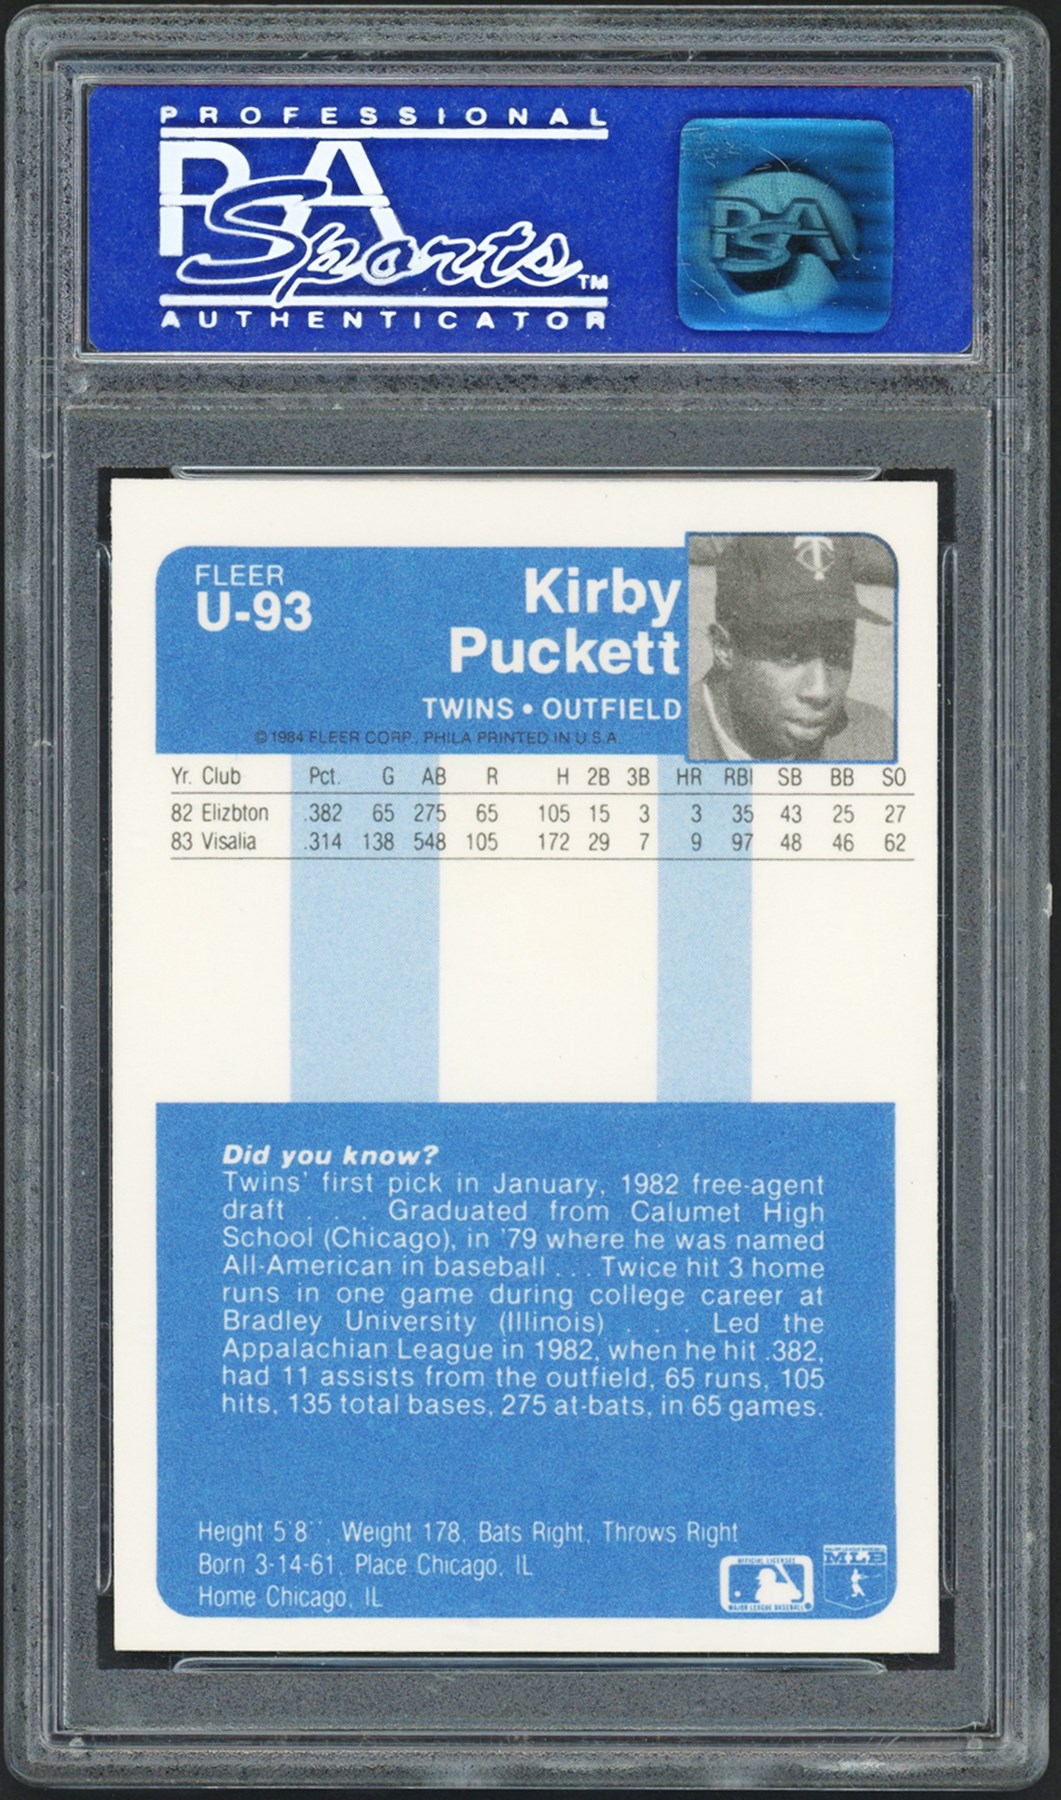 PROFESSIONAL
PSA
Sports™
AUTHENTICATOR
PSA
FLEER
U-93
Kirby
Puckett
TWINS • OUTFIELD
© 1984 FLEER CORP., PHILA PRINTED IN U.S.A.
Yr. Club Pct. G AB R H 2B 3B HR RBI SB BB SO
82 Elizbton .382 65 275 65 105 15 3 3 35 43 25 27
83 Visalia .314 138 548 105 172 29 7 9 97 48 46 62
Did you know?
Twins' first pick in January, 1982 free-agent
draft . . . Graduated from Calumet High
School (Chicago), in '79 where he was named
All-American in baseball . . . Twice hit 3 home
runs in one game during college career at
Bradley University (Illinois) . . . Led the
Appalachian League in 1982, when he hit .382,
had 11 assists from the outfield, 65 runs, 105
hits, 135 total bases, 275 at-bats, in 65 games.
Height 5'8'', Weight 178, Bats Right, Throws Right
Born 3-14-61, Place Chicago, IL
Home Chicago, IL
OFFICIAL LICENSEE
MAJOR LEAGUE BASEBALL
MLB